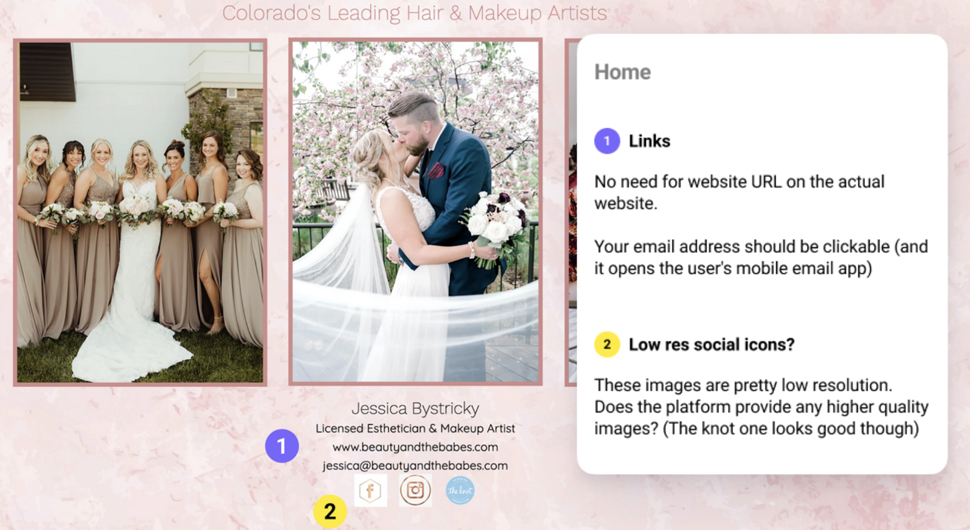 Colorado's Leading Hair & Makeup Artists
Jessica Bystricky
Licensed Esthetician & Makeup Artist
www.beautyandthebabes.com
jessica@beautyandthebabes.com
1
2
f
the knot
Home
1 Links
No need for website URL on the actual
website.
Your email address should be clickable (and
it opens the user's mobile email app)
2 Low res social icons?
These images are pretty low resolution.
Does the platform provide any higher quality
images? (The knot one looks good though)